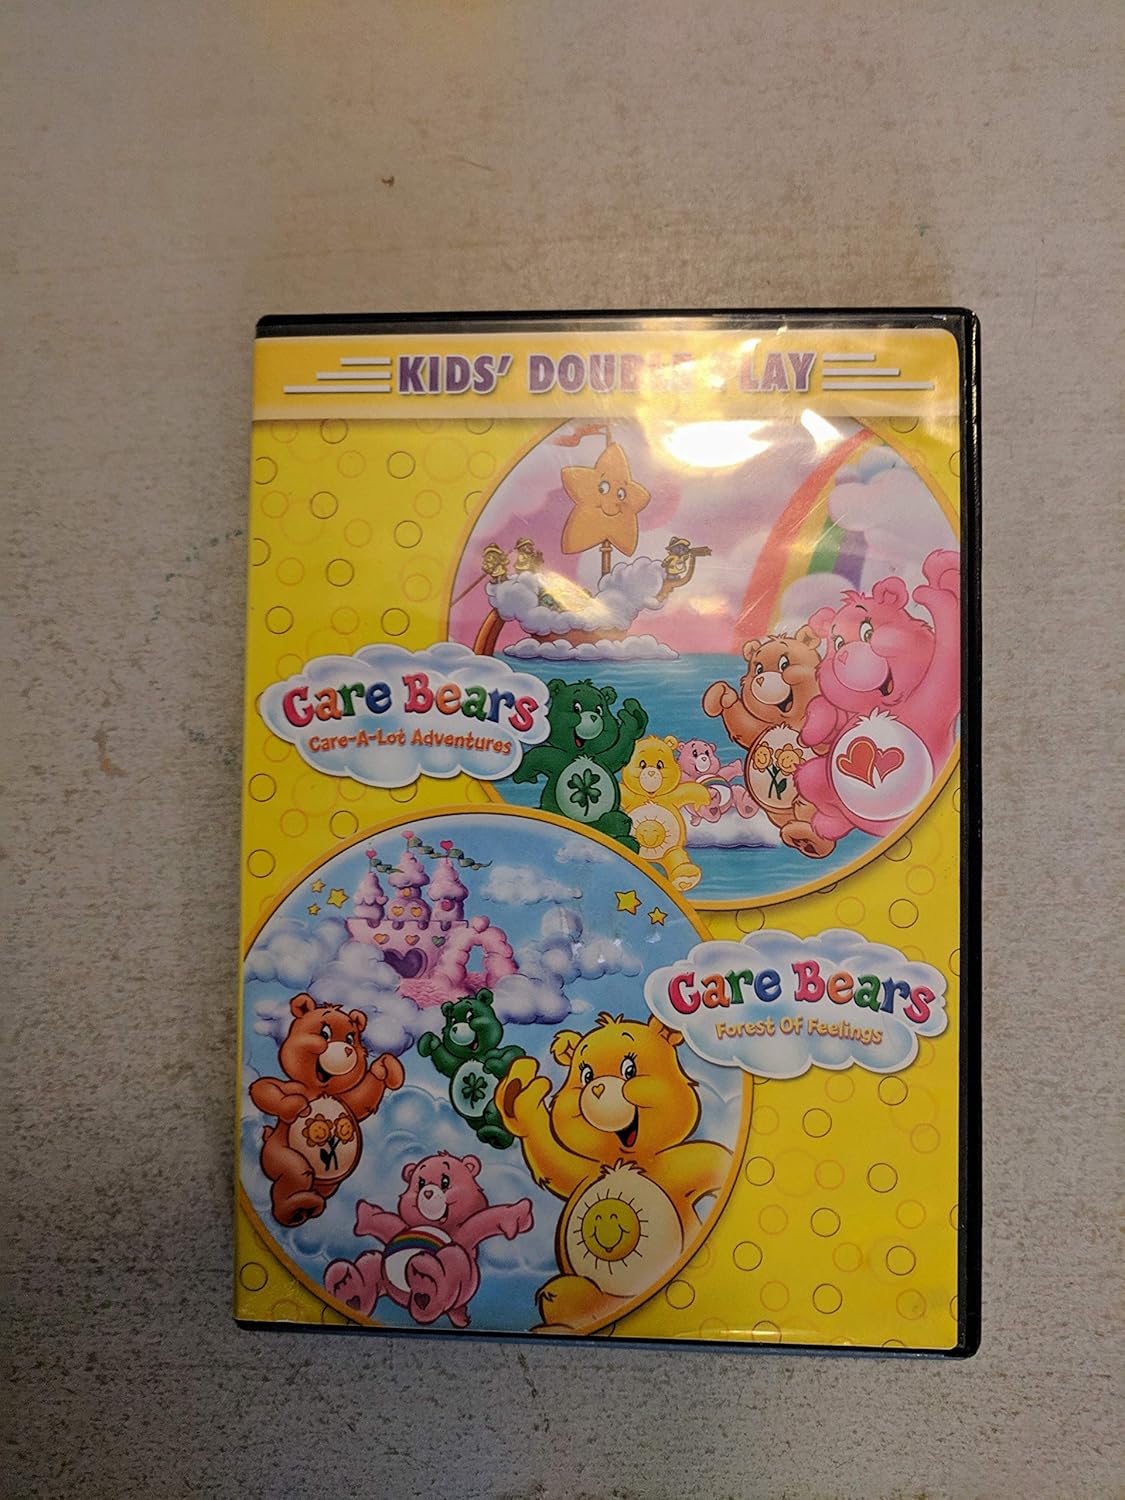 KIDS' DOUBLE PLAY
Care Bears
Care-A-Lot Adventures
Care Bears
Forest Of Feelings